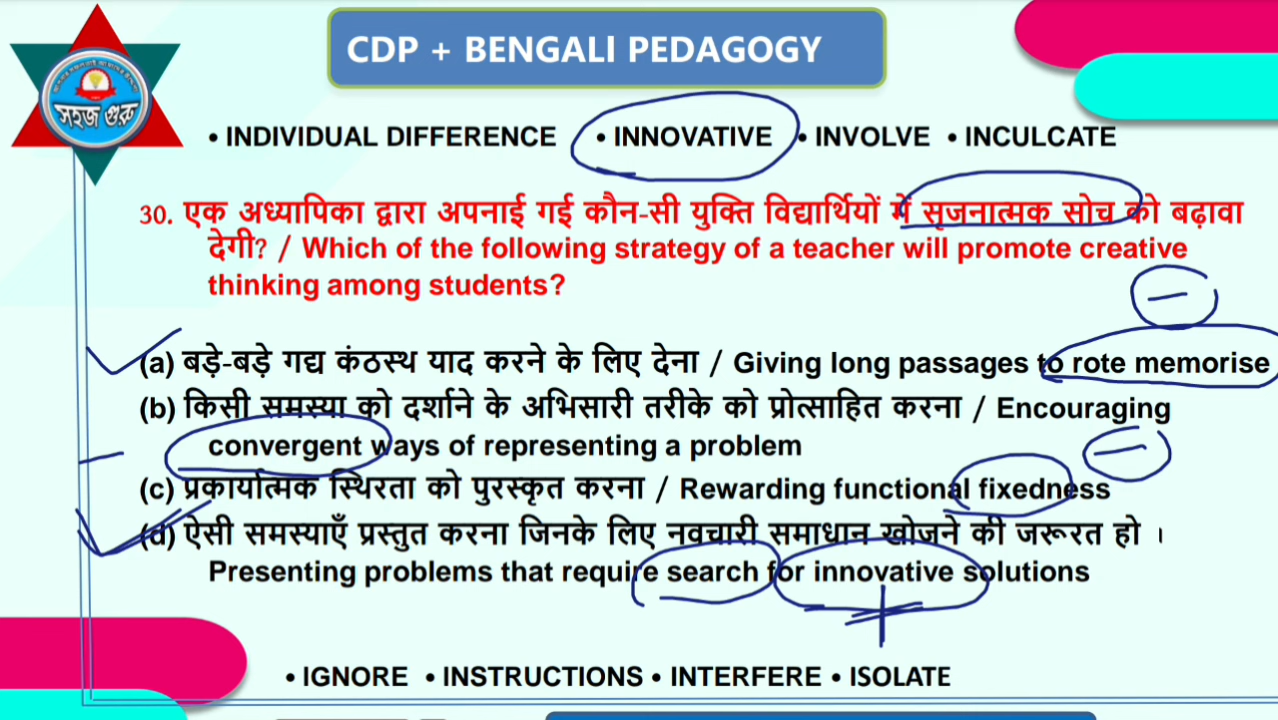 CDP + BENGALI PEDAGOGY
সহজ গুরু
• INDIVIDUAL DIFFERENCE • INNOVATIVE • INVOLVE • INCULCATE
30. एक अध्यापिका द्वारा अपनाई गई कौन-सी युक्ति विद्यार्थियों में सृजनात्मक सोच को बढ़ावा
देगी? / Which of the following strategy of a teacher will promote creative
thinking among students?
(a) बड़े-बड़े गद्य कंठस्थ याद करने के लिए देना / Giving long passages to rote memorise
(b) किसी समस्या को दर्शाने के अभिसारी तरीके को प्रोत्साहित करना / Encouraging
convergent ways of representing a problem
(c) प्रकार्यात्मक स्थिरता को पुरस्कृत करना / Rewarding functional fixedness
(d) ऐसी समस्याएँ प्रस्तुत करना जिनके लिए नवचारी समाधान खोजने की जरूरत हो ।
Presenting problems that require search for innovative solutions
• IGNORE • INSTRUCTIONS • INTERFERE • ISOLATE